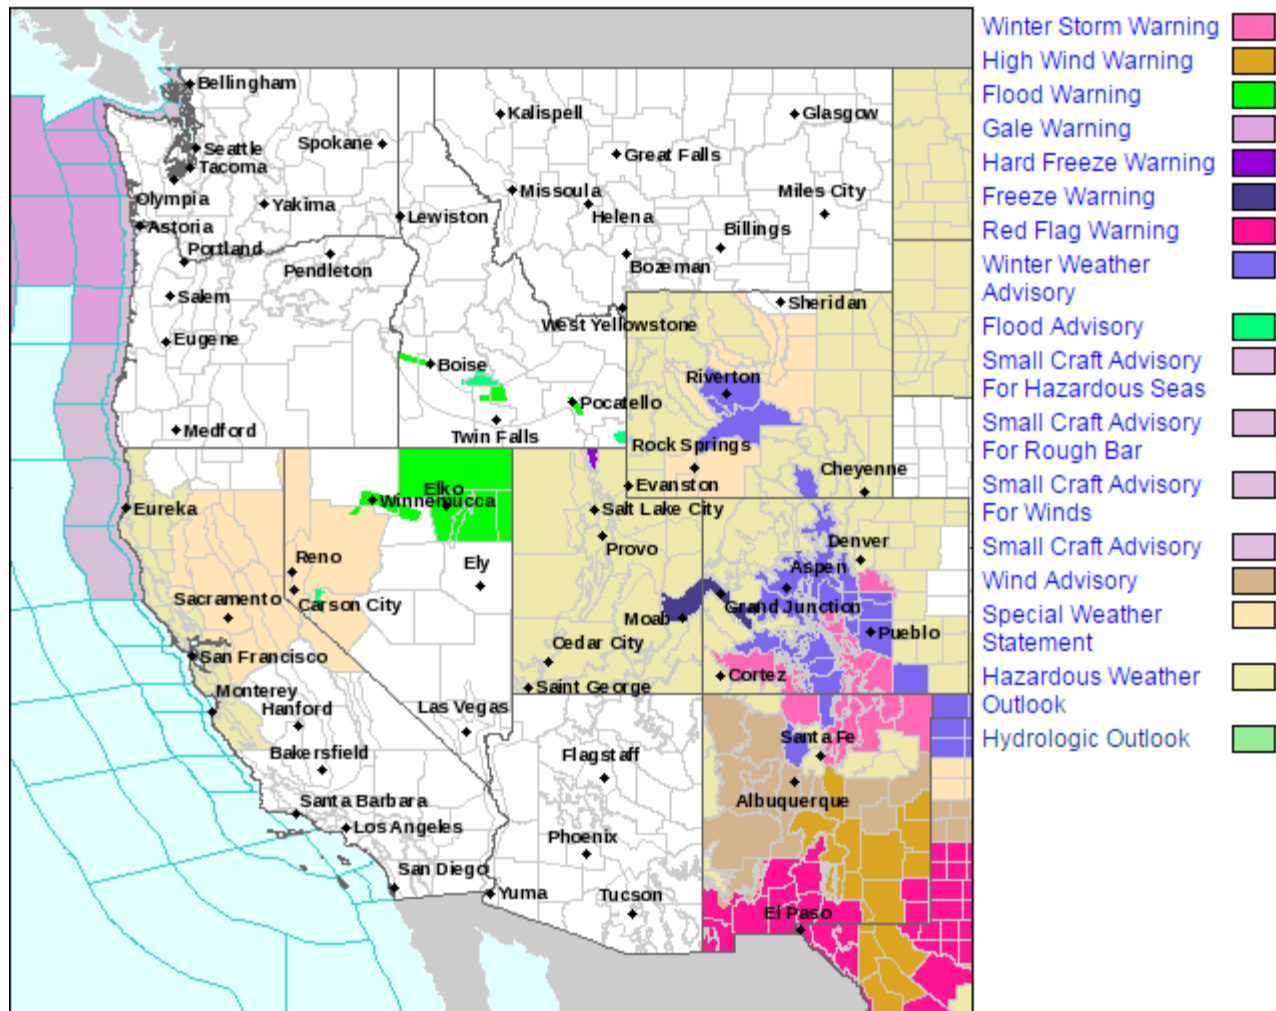 Bellingham
Kalispell
Glasgow
Seattle
Spokane
Great Falls
Tacoma
Olympia
Yakima
Missoula
Helena
Miles City
Lewiston
Astoria
Billings
Portland
Pendleton
Bozeman
Salem
Sheridan
West Yellowstone
Eugene
Boise
Riverton
Pocatello
Medford
Twin Falls
Rock Springs
Cheyenne
Elko
Winnemucca
Evanston
Eureka
Salt Lake City
Provo
Denver
Reno
Ely
Aspen
Sacramento
Carson City
Grand Junction
Moab
Pueblo
San Francisco
Cedar City
Cortez
Saint George
Monterey
Hanford
Las Vegas
Santa Fe
Bakersfield
Flagstaff
Albuquerque
Santa Barbara
Los Angeles
Phoenix
San Diego
Yuma
Tucson
El Paso
Winter Storm Warning
High Wind Warning
Flood Warning
Gale Warning
Hard Freeze Warning
Freeze Warning
Red Flag Warning
Winter Weather
Advisory
Flood Advisory
Small Craft Advisory
For Hazardous Seas
Small Craft Advisory
For Rough Bar
Small Craft Advisory
For Winds
Small Craft Advisory
Wind Advisory
Special Weather
Statement
Hazardous Weather
Outlook
Hydrologic Outlook